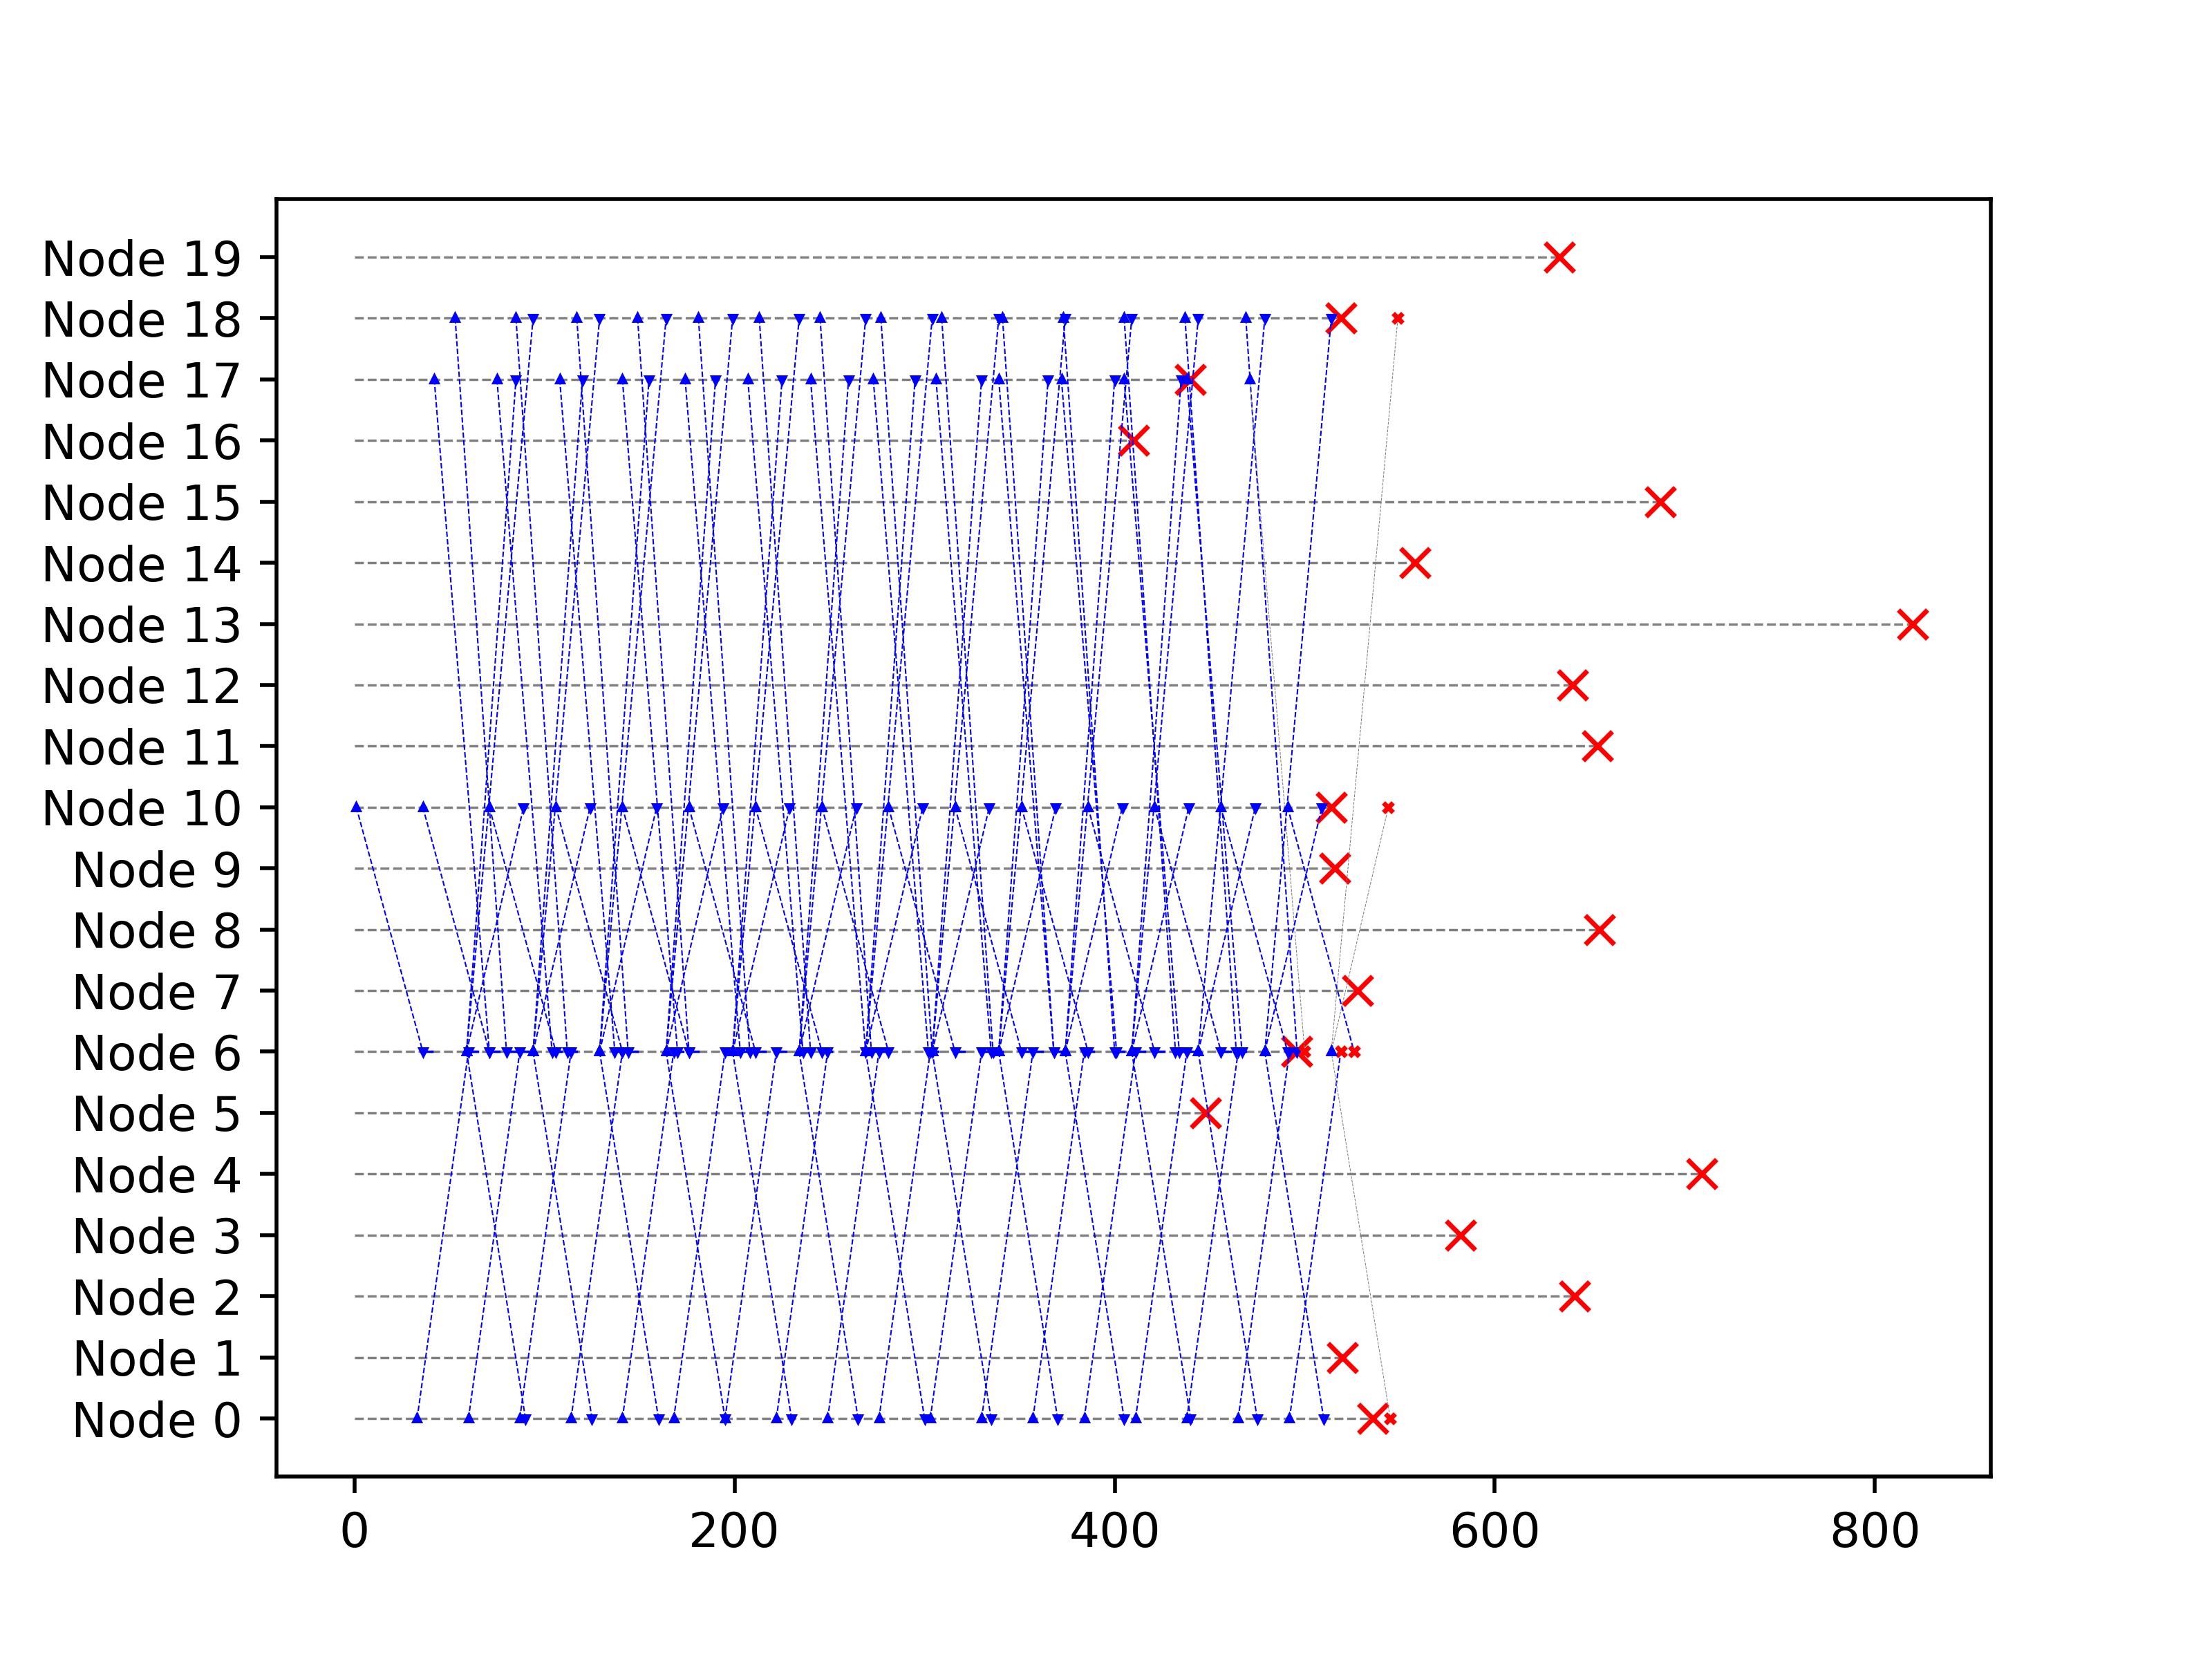 Node 19
Node 18
Node 17
Node 16
Node 15
Node 14
Node 13
Node 12
Node 11
Node 10
Node 9
Node 8
Node 7
Node 6
Node 5
Node 4
Node 3
Node 2
Node 1
Node 0
0 200 400 600 800